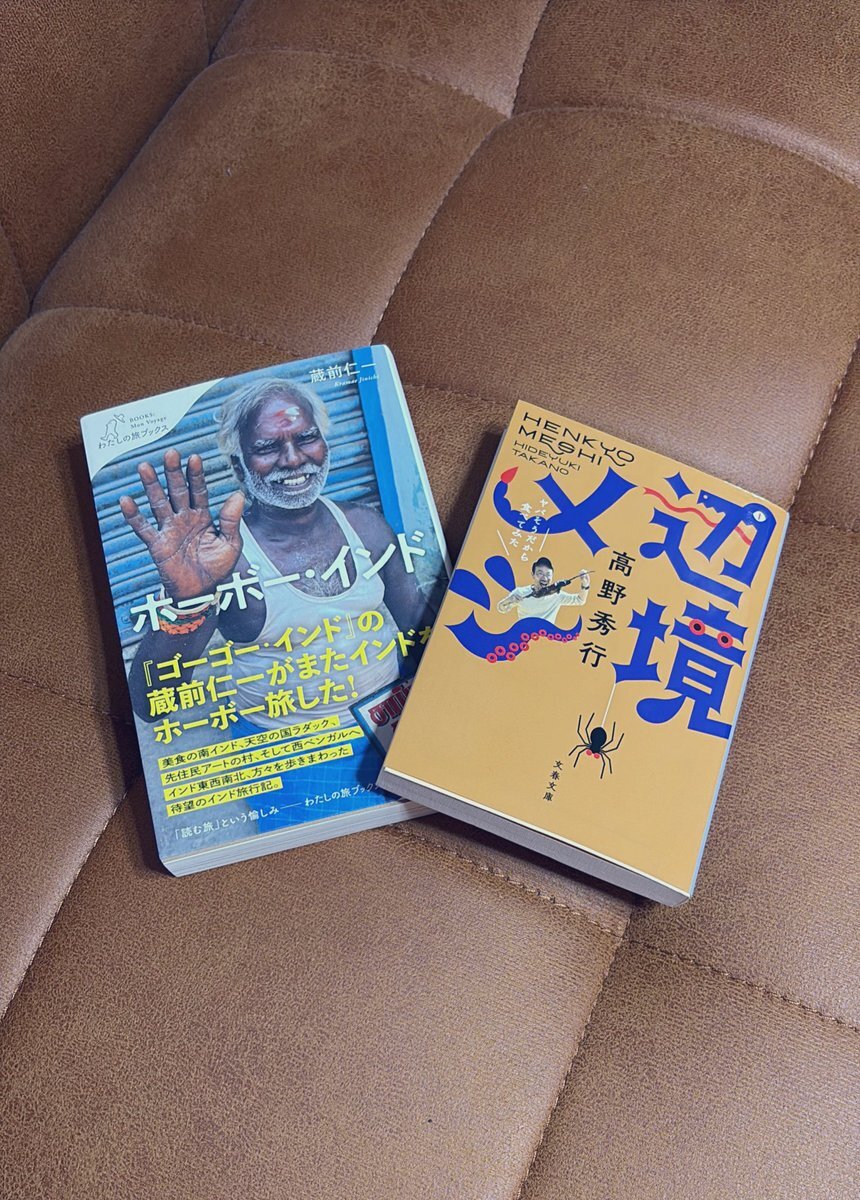 蔵前仁一
Kramae Jinichi
BOOKS:
Mon Voyage
わたしの旅ブックス
ホーボー・インド
『ゴーゴー・インド』の
蔵前仁一がまたインドを
ホーボー旅した!
美食の南インド、天空の国ラダック、
先住民アートの村、そして西ベンガルへ
インド東西南北、方々を歩きまわった
待望のインド旅行記。
「読む旅」という愉しみ——わたしの旅ブック
HENKYO
MESHI
HIDEYUKI
TAKANO
辺境
メシ
ヤバそうだから
食べてみた
高野秀行
文春文庫